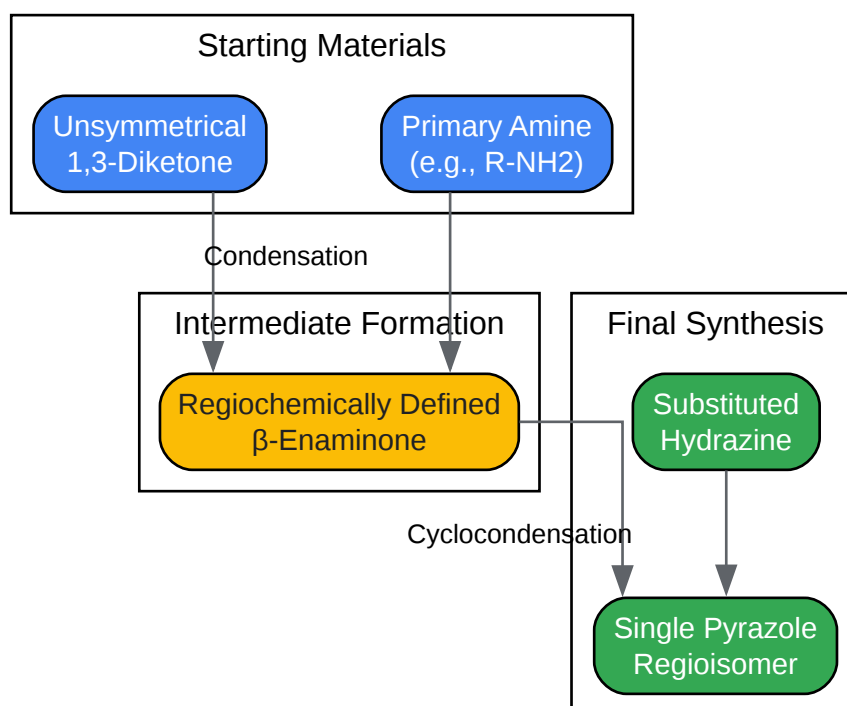 Starting Materials
Unsymmetrical
1,3-Diketone
Primary Amine
(e.g., R-NH2)
Condensation
Intermediate Formation
Regiochemically Defined
β-Enaminone
Final Synthesis
Substituted
Hydrazine
Cyclocondensation
Single Pyrazole
Regioisomer